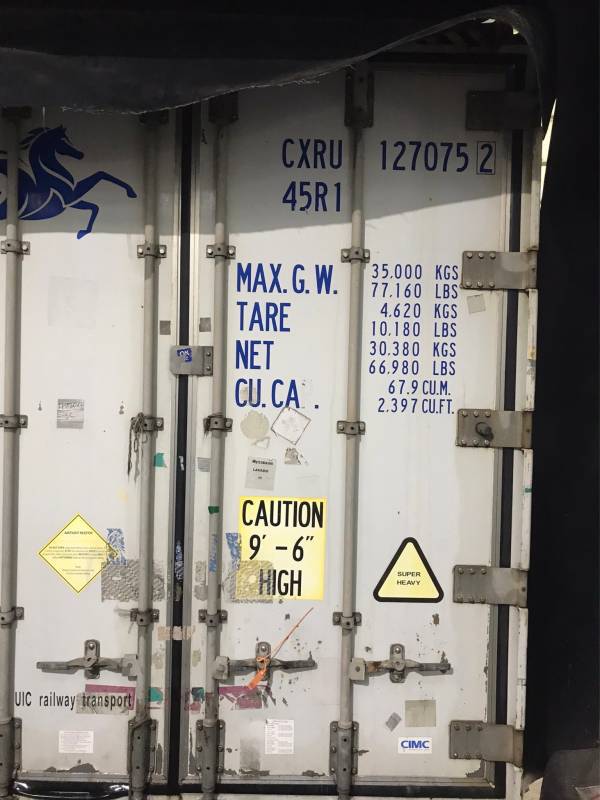 CXRU 127075 2
45R1
MAX. G. W. 35.000 KGS
77.160 LBS
TARE 4.620 KGS
10.180 LBS
NET 30.380 KGS
66.980 LBS
CU. CA . 67.9 CU.M.
2.397 CU.FT.
CAUTION
9' – 6"
HIGH
SUPER
HEAVY
UIC railway transport
CIMC